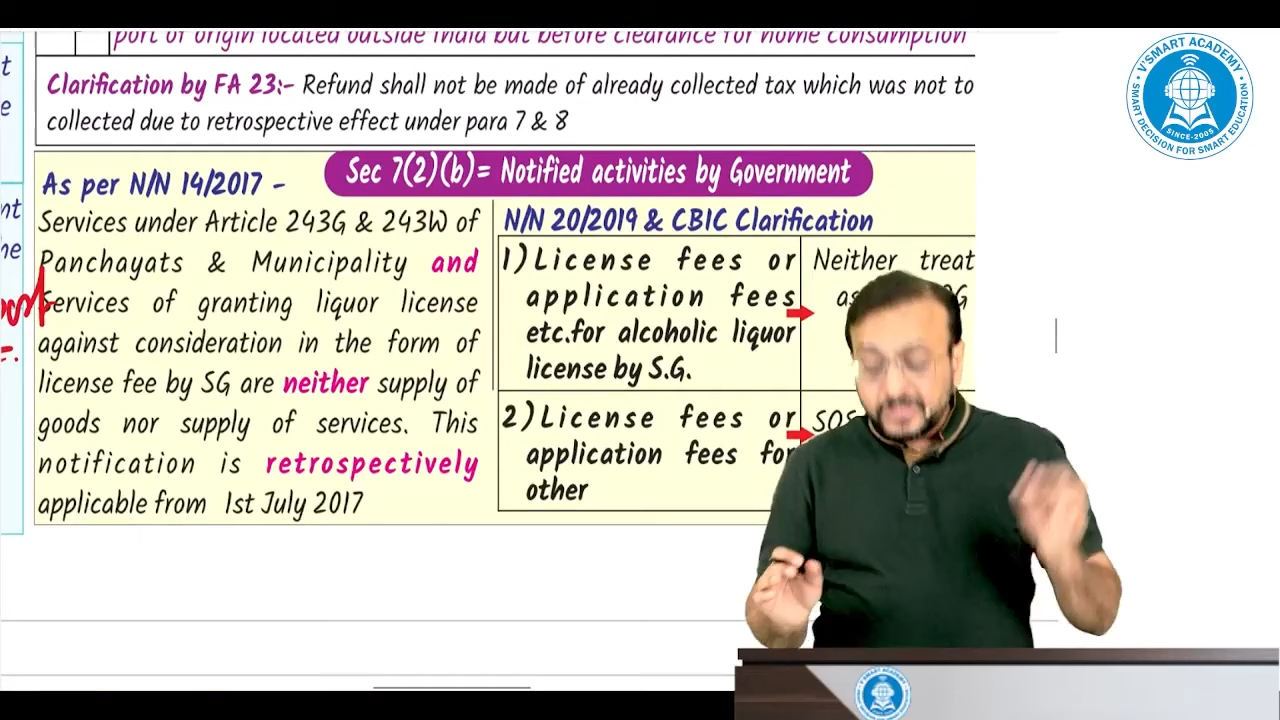 port of origin located outside India but before clearance for home consumption
Clarification by FA 23:- Refund shall not be made of already collected tax which was not to
collected due to retrospective effect under para 7 & 8
Sec 7(2)(b)= Notified activities by Government
As per N/N 14/2017 -
Services under Article 243G & 243W of
Panchayats & Municipality and
Services of granting liquor license
against consideration in the form of
license fee by SG are neither supply of
goods nor supply of services. This
notification is retrospectively
applicable from 1st July 2017
N/N 20/2019 & CBIC Clarification
1) License fees or
application fees
etc.for alcoholic liquor
license by S.G.
Neither treat
as
G
2) License fees or
application fees for
other
SOS
V'SMART ACADEMY
SMART DECISION FOR SMART EDUCATION
SINCE-2005